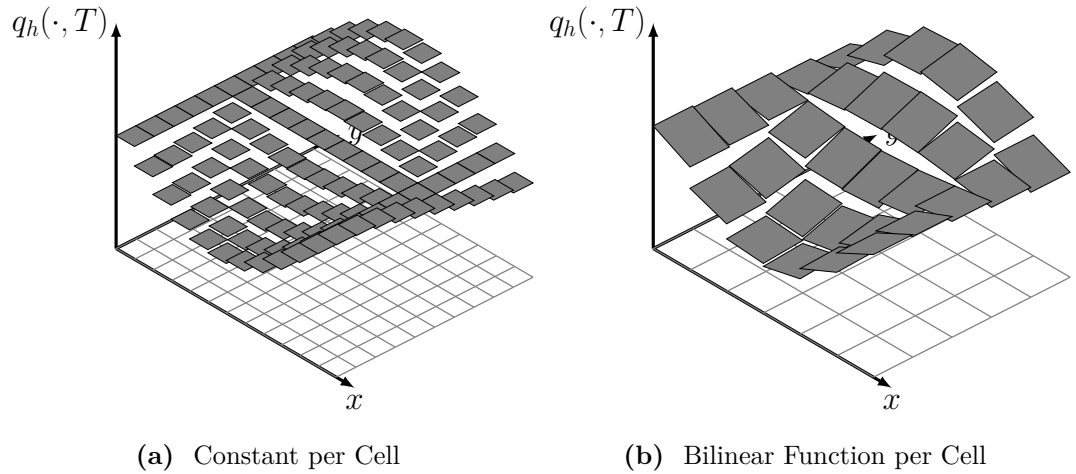 q_h(·, T) q_h(·, T)
y y
x x
(a) Constant per Cell (b) Bilinear Function per Cell